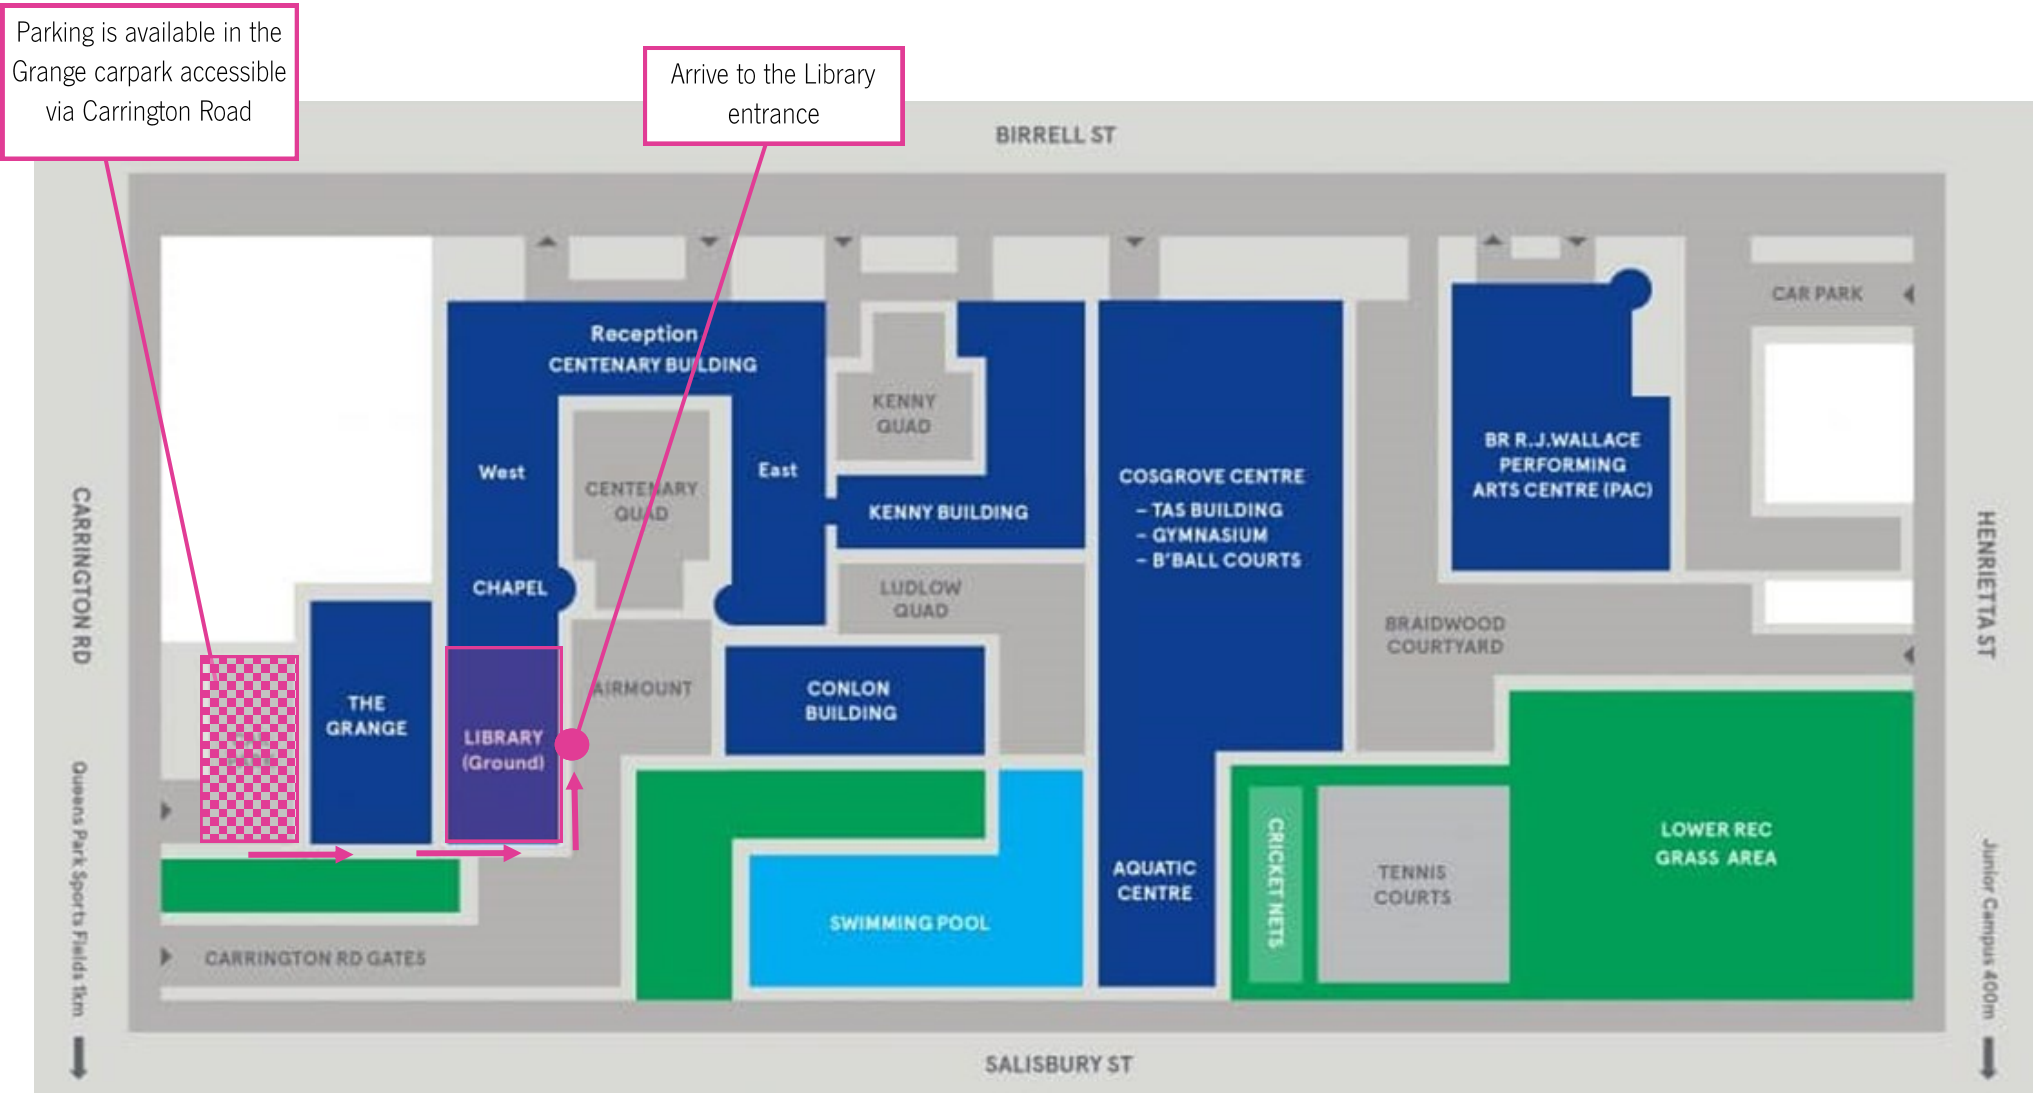 Parking is available in the
Grange carpark accessible
via Carrington Road
Arrive to the Library
entrance
BIRRELL ST
CAR PARK
Reception
CENTENARY BUILDING
KENNY
QUAD
West
East
CENTENARY
QUAD
KENNY BUILDING
COSGROVE CENTRE
– TAS BUILDING
– GYMNASIUM
– B'BALL COURTS
BR R.J.WALLACE
PERFORMING
ARTS CENTRE (PAC)
CHAPEL
LUDLOW
QUAD
BRAIDWOOD
COURTYARD
CARRINGTON RD
HENRIETTA ST
THE
GRANGE
LIBRARY
(Ground)
AIRMOUNT
CONLON
BUILDING
Queens Park Sports Fields 1km
Junior Campus 400m
CRICKET NETS
TENNIS
COURTS
LOWER REC
GRASS AREA
AQUATIC
CENTRE
SWIMMING POOL
CARRINGTON RD GATES
SALISBURY ST